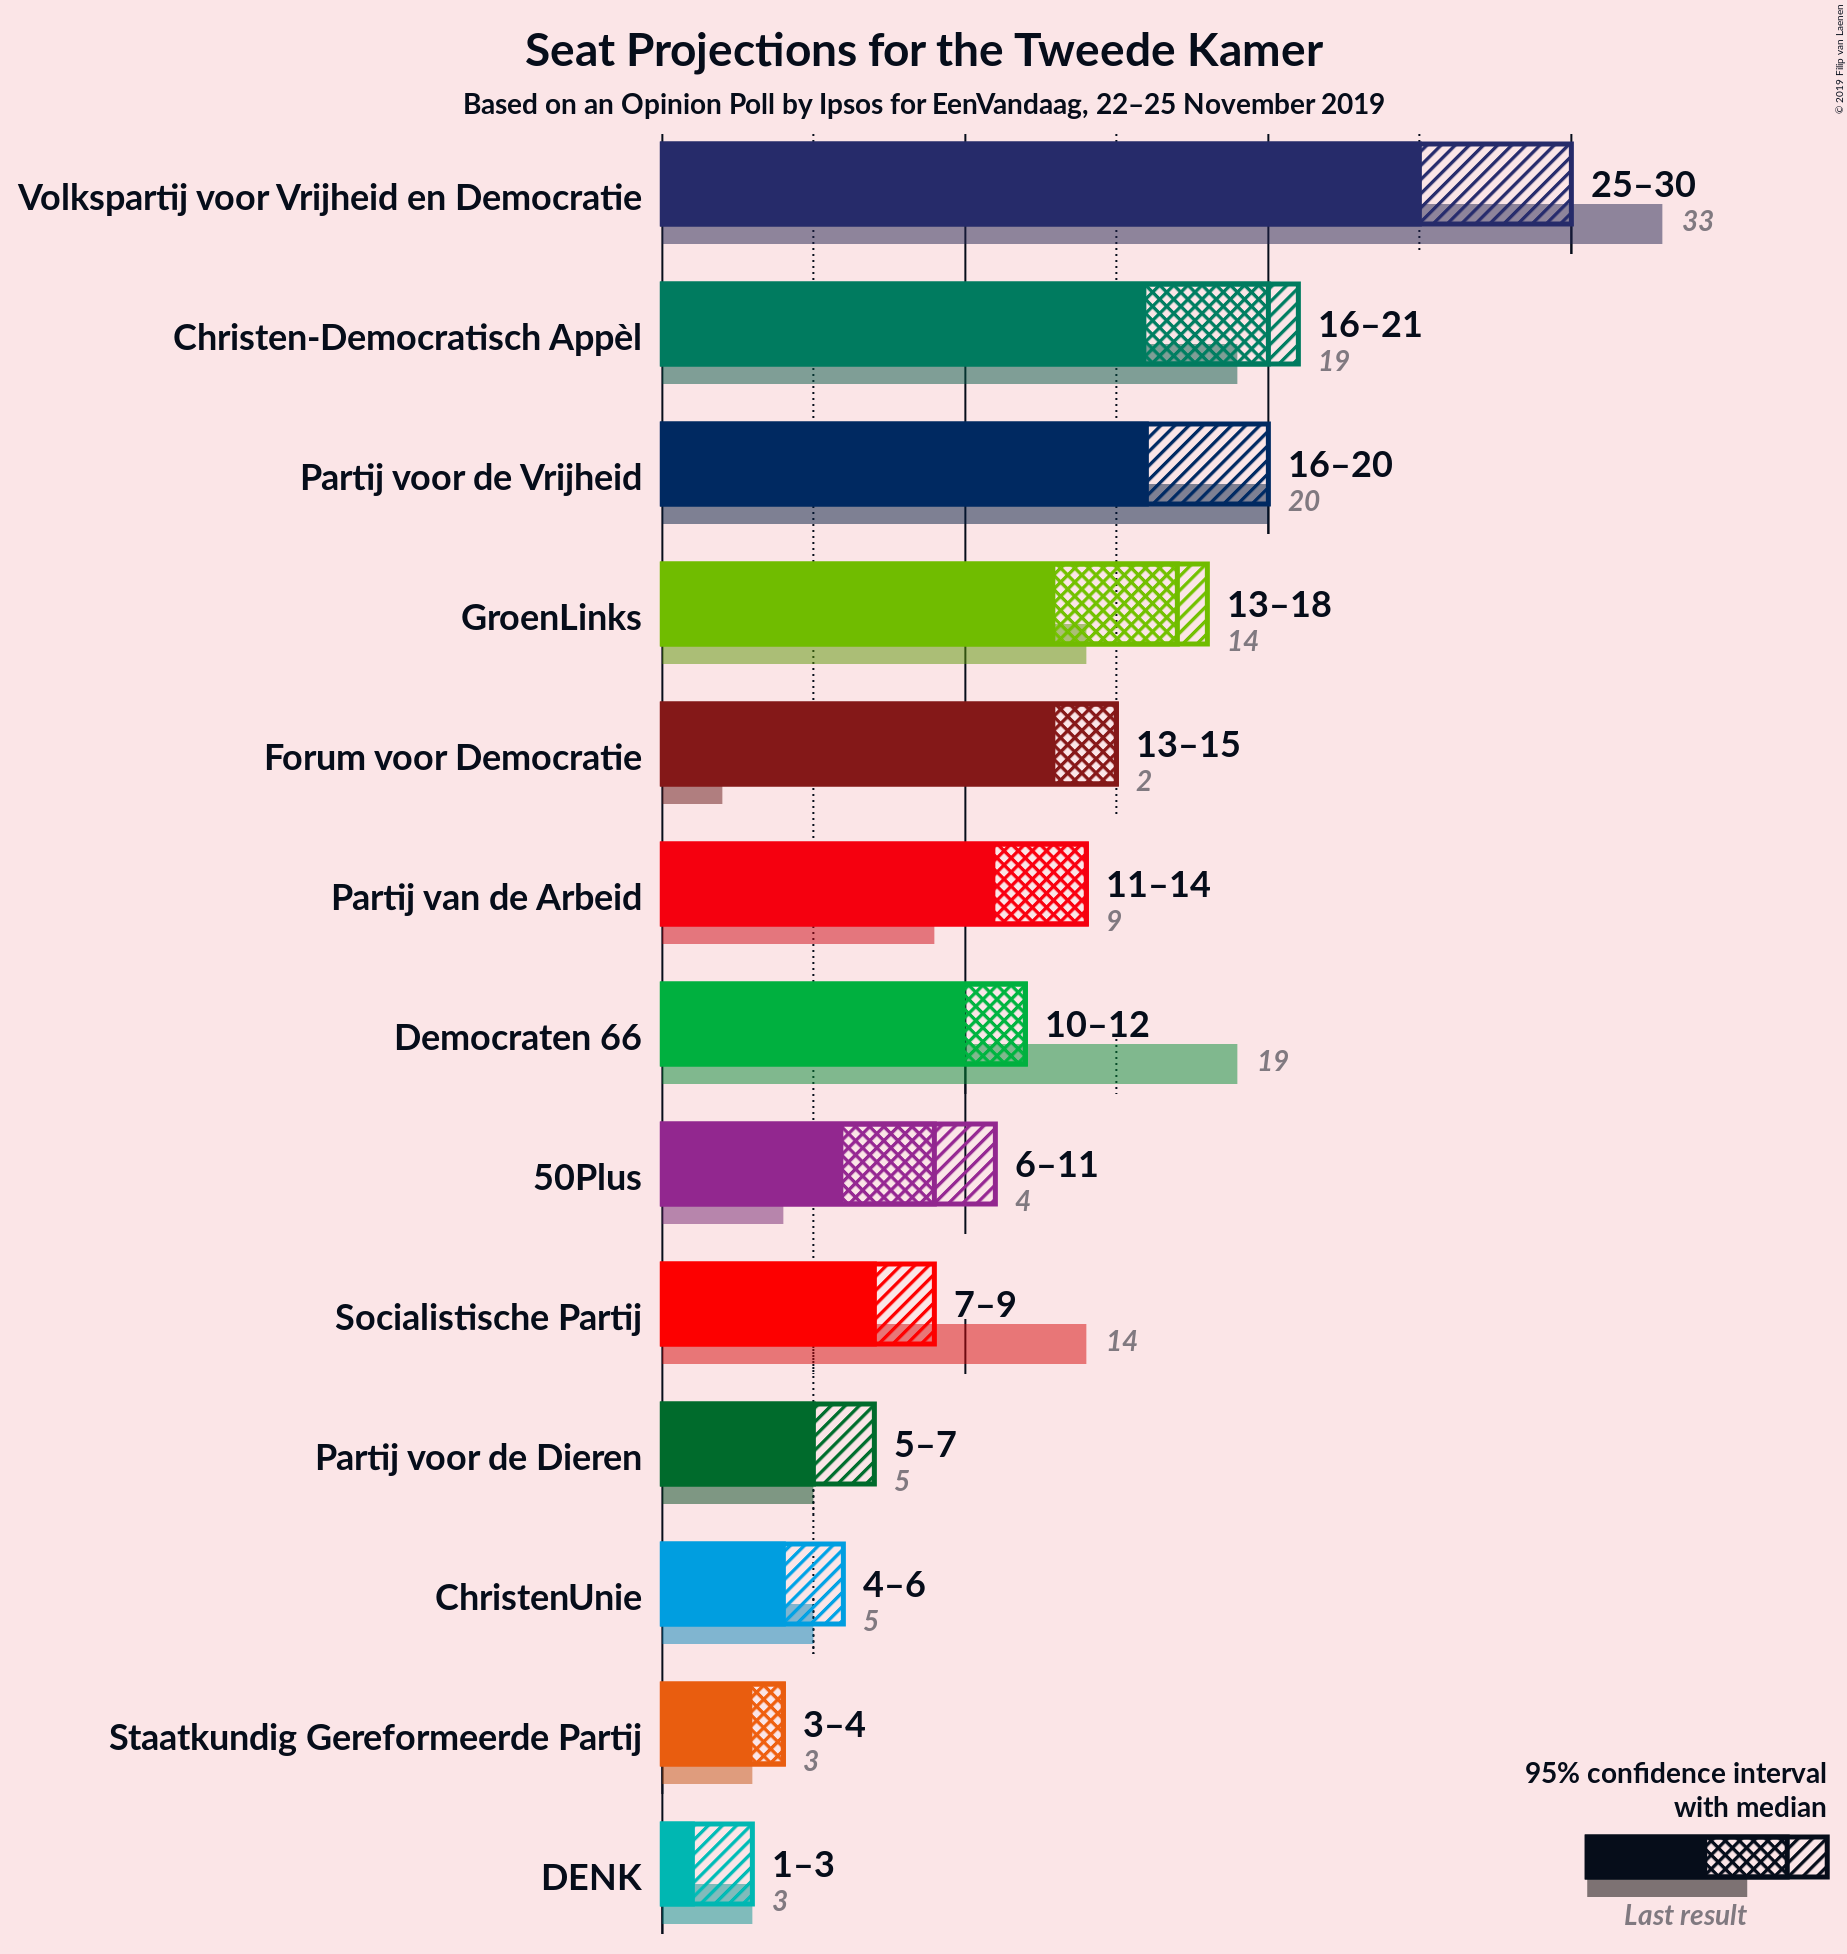 Seat Projections for the Tweede Kamer
Based on an Opinion Poll by Ipsos for EenVandaag, 22–25 November 2019
© 2019 Filip van Laenen
Volkspartij voor Vrijheid en Democratie
25–30
33
Christen-Democratisch Appèl
16–21
19
Partij voor de Vrijheid
16–20
20
GroenLinks
13–18
14
Forum voor Democratie
13–15
2
Partij van de Arbeid
11–14
9
Democraten 66
10–12
19
50Plus
6–11
4
Socialistische Partij
7–9
14
Partij voor de Dieren
5–7
5
ChristenUnie
4–6
5
Staatkundig Gereformeerde Partij
3–4
3
DENK
1–3
3
95% confidence interval
with median
Last result